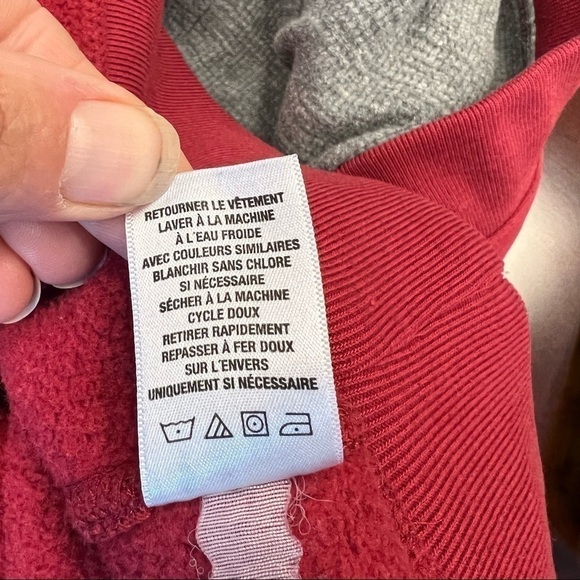 RETOURNER LE VÊTEMENT
LAVER À LA MACHINE
À L'EAU FROIDE
AVEC COULEURS SIMILAIRES
BLANCHIR SANS CHLORE
SI NÉCESSAIRE
SÉCHER À LA MACHINE
CYCLE DOUX
RETIRER RAPIDEMENT
REPASSER À FER DOUX
SUR L'ENVERS
UNIQUEMENT SI NÉCESSAIRE